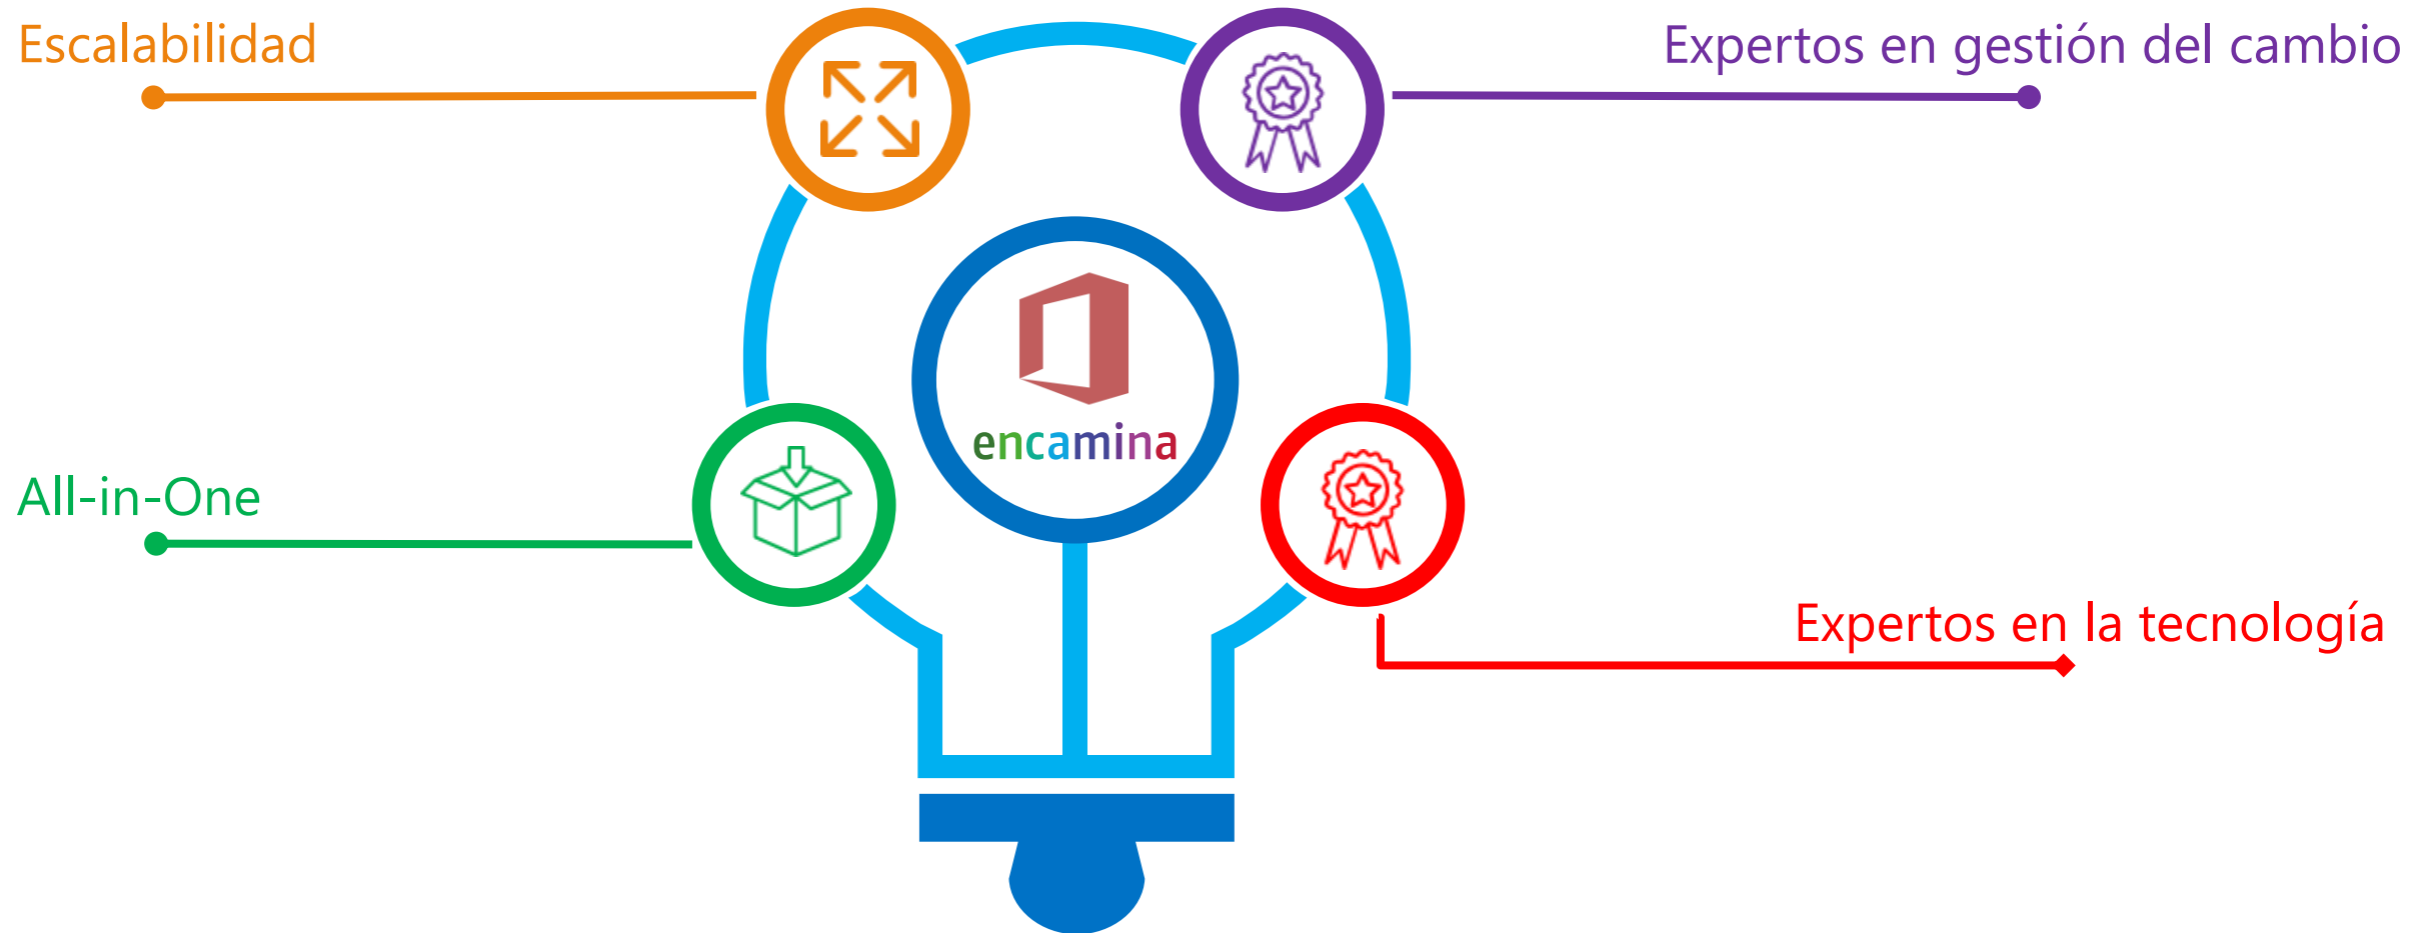 Escalabilidad
Expertos en gestión del cambio
encamina
All-in-One
Expertos en la tecnología